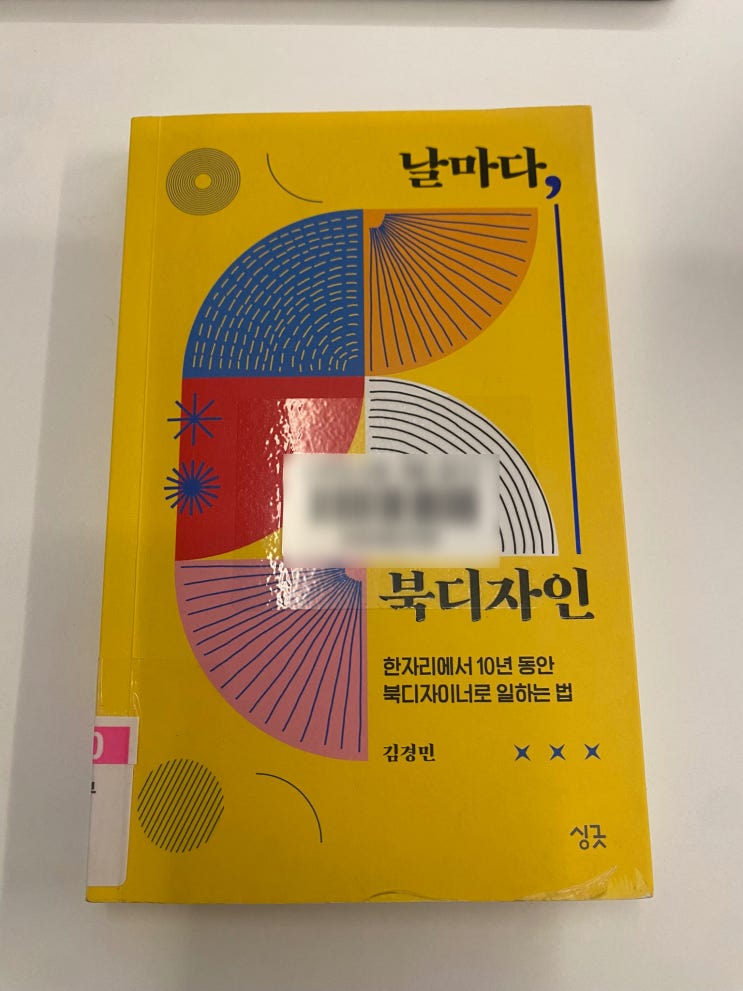 날마다,
북디자인
한자리에서 10년 동안
북디자이너로 일하는 법
김경민
싱긋